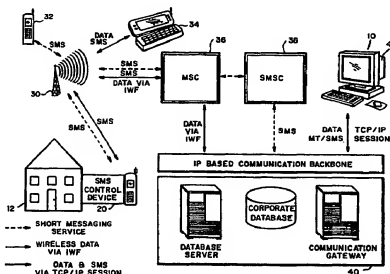 32
34
DATA
SMS
36
38
10
SMS
SMS
SMS
DATA VIA
IWF
MSC
SMSC
30
SMS
SMS
DATA
VIA
IWF
SMS
DATA
MT/SMS
TCP/IP
SESSION
IP BASED COMMUNICATION BACKBONE
12
SMS
CONTROL
DEVICE
20
SHORT MESSAGING
SERVICE
WIRELESS DATA
VIA IWF
DATA & SMS
VIA TCP/IP SESSION
CORPORATE
DATABASE
DATABASE
SERVER
COMMUNICATION
GATEWAY
40